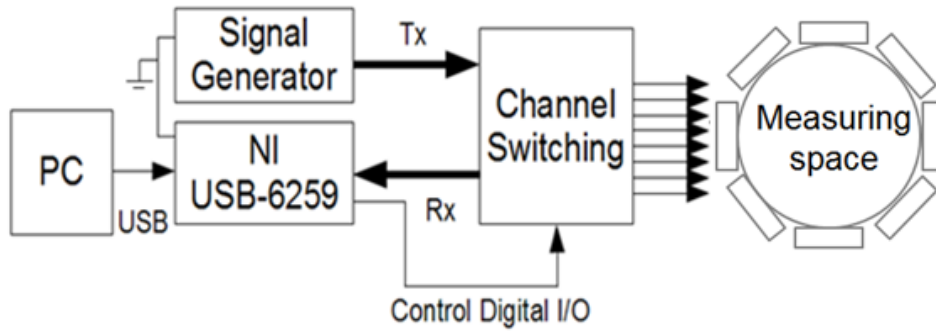 Signal
Generator
Tx
Channel
Switching
Measuring
space
PC
USB
NI
USB-6259
Rx
Control Digital I/O